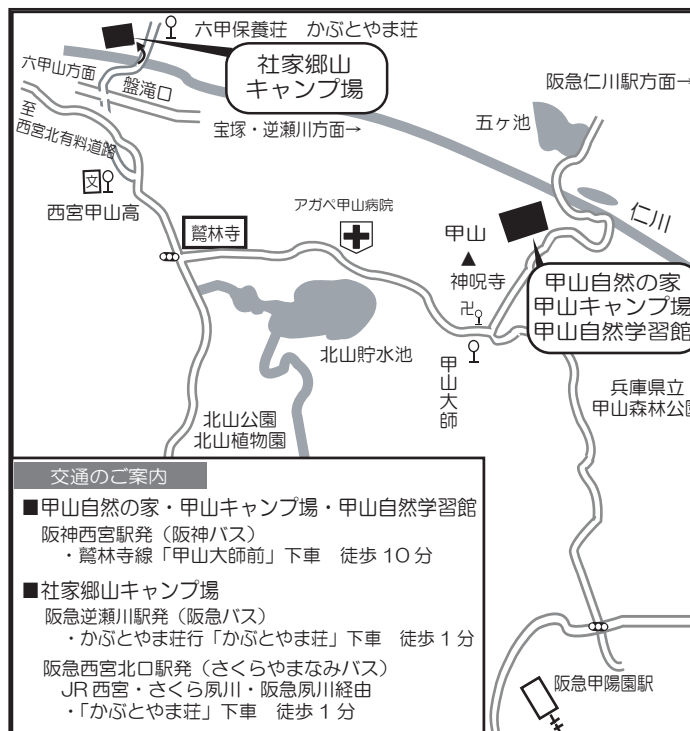 六甲保養荘　かぶとやま荘
社家郷山
キャンプ場
六甲山方面
盤滝口
至
西宮北有料道路
宝塚・逆瀬川方面→
阪急仁川駅方面→
五ヶ池
仁川
文
西宮甲山高
鷲林寺
アガペ甲山病院
甲山
▲
神呪寺
卍
甲山自然の家
甲山キャンプ場
甲山自然学習館
北山貯水池
甲山大師
北山公園
北山植物園
兵庫県立
甲山森林公園
交通のご案内
■甲山自然の家・甲山キャンプ場・甲山自然学習館
阪神西宮駅発（阪神バス）
・鷲林寺線「甲山大師前」下車　徒歩10分
■社家郷山キャンプ場
阪急逆瀬川駅発（阪急バス）
・かぶとやま荘行「かぶとやま荘」下車　徒歩1分
阪急西宮北口駅発（さくらやまなみバス）
JR西宮・さくら夙川・阪急夙川経由
・「かぶとやま荘」下車　徒歩1分
阪急甲陽園駅